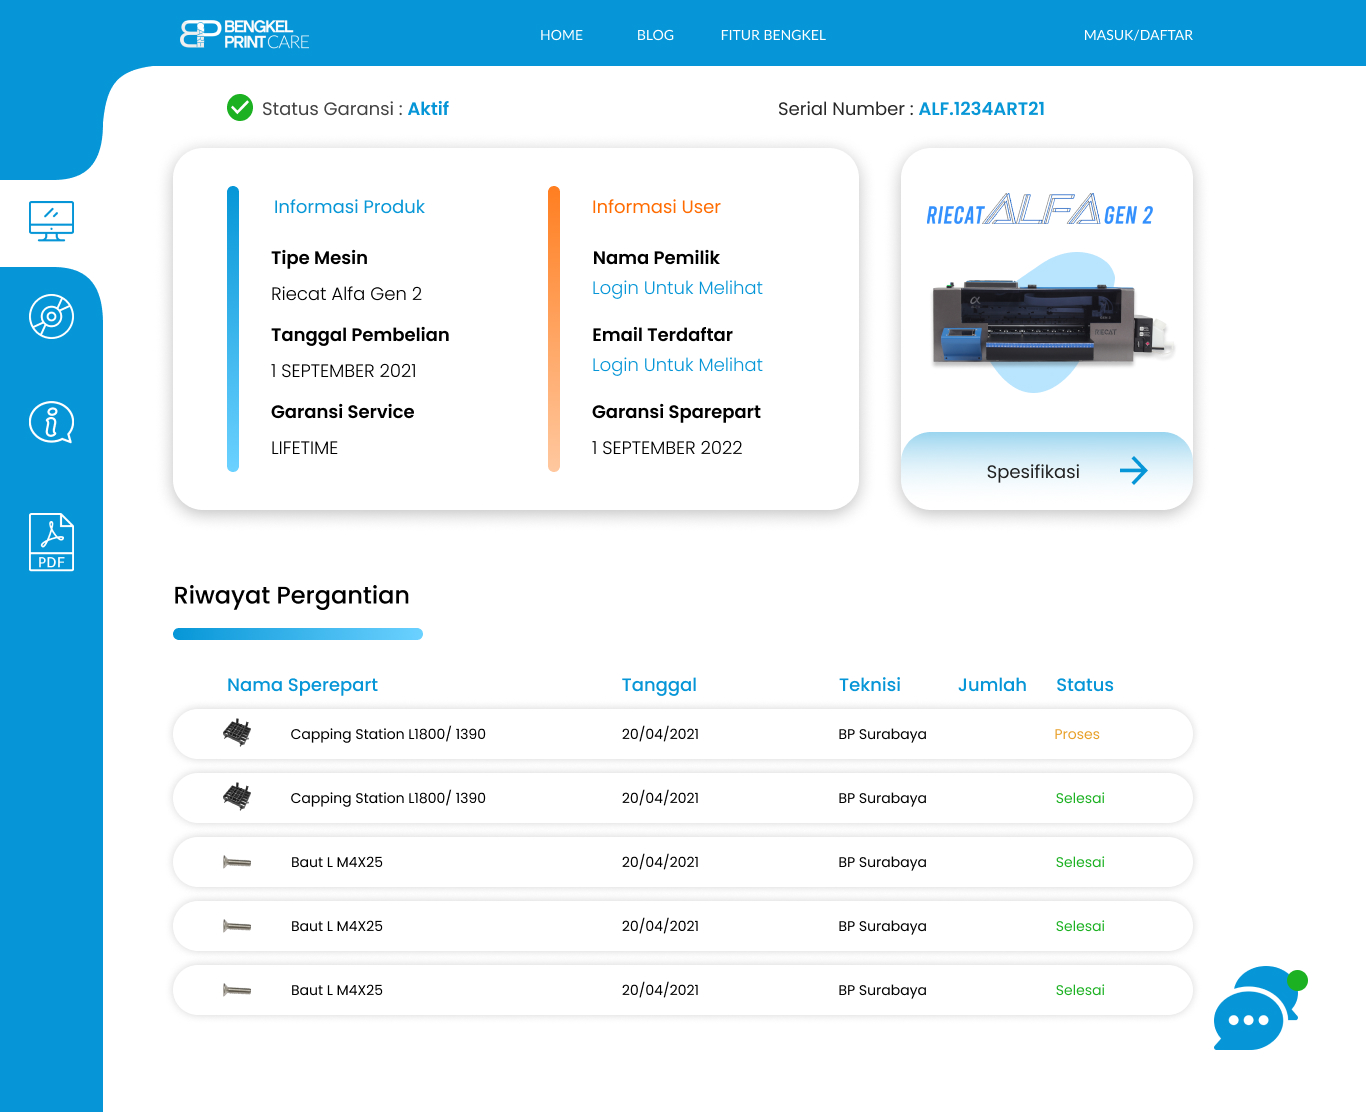 BENGKEL
PRINT CARE
HOME
BLOG
FITUR BENGKEL
MASUK/DAFTAR
Status Garansi : Aktif
Serial Number : ALF.1234ART21
Informasi Produk
Tipe Mesin
Riecat Alfa Gen 2
Tanggal Pembelian
1 SEPTEMBER 2021
Garansi Service
LIFETIME
Informasi User
Nama Pemilik
Login Untuk Melihat
Email Terdaftar
Login Untuk Melihat
Garansi Sparepart
1 SEPTEMBER 2022
RIECAT ALFA GEN 2
RIECAT
Spesifikasi
PDF
Riwayat Pergantian
Nama Sperepart Tanggal Teknisi Jumlah Status
Capping Station L1800/ 1390 20/04/2021 BP Surabaya Proses
Capping Station L1800/ 1390 20/04/2021 BP Surabaya Selesai
Baut L M4X25 20/04/2021 BP Surabaya Selesai
Baut L M4X25 20/04/2021 BP Surabaya Selesai
Baut L M4X25 20/04/2021 BP Surabaya Selesai